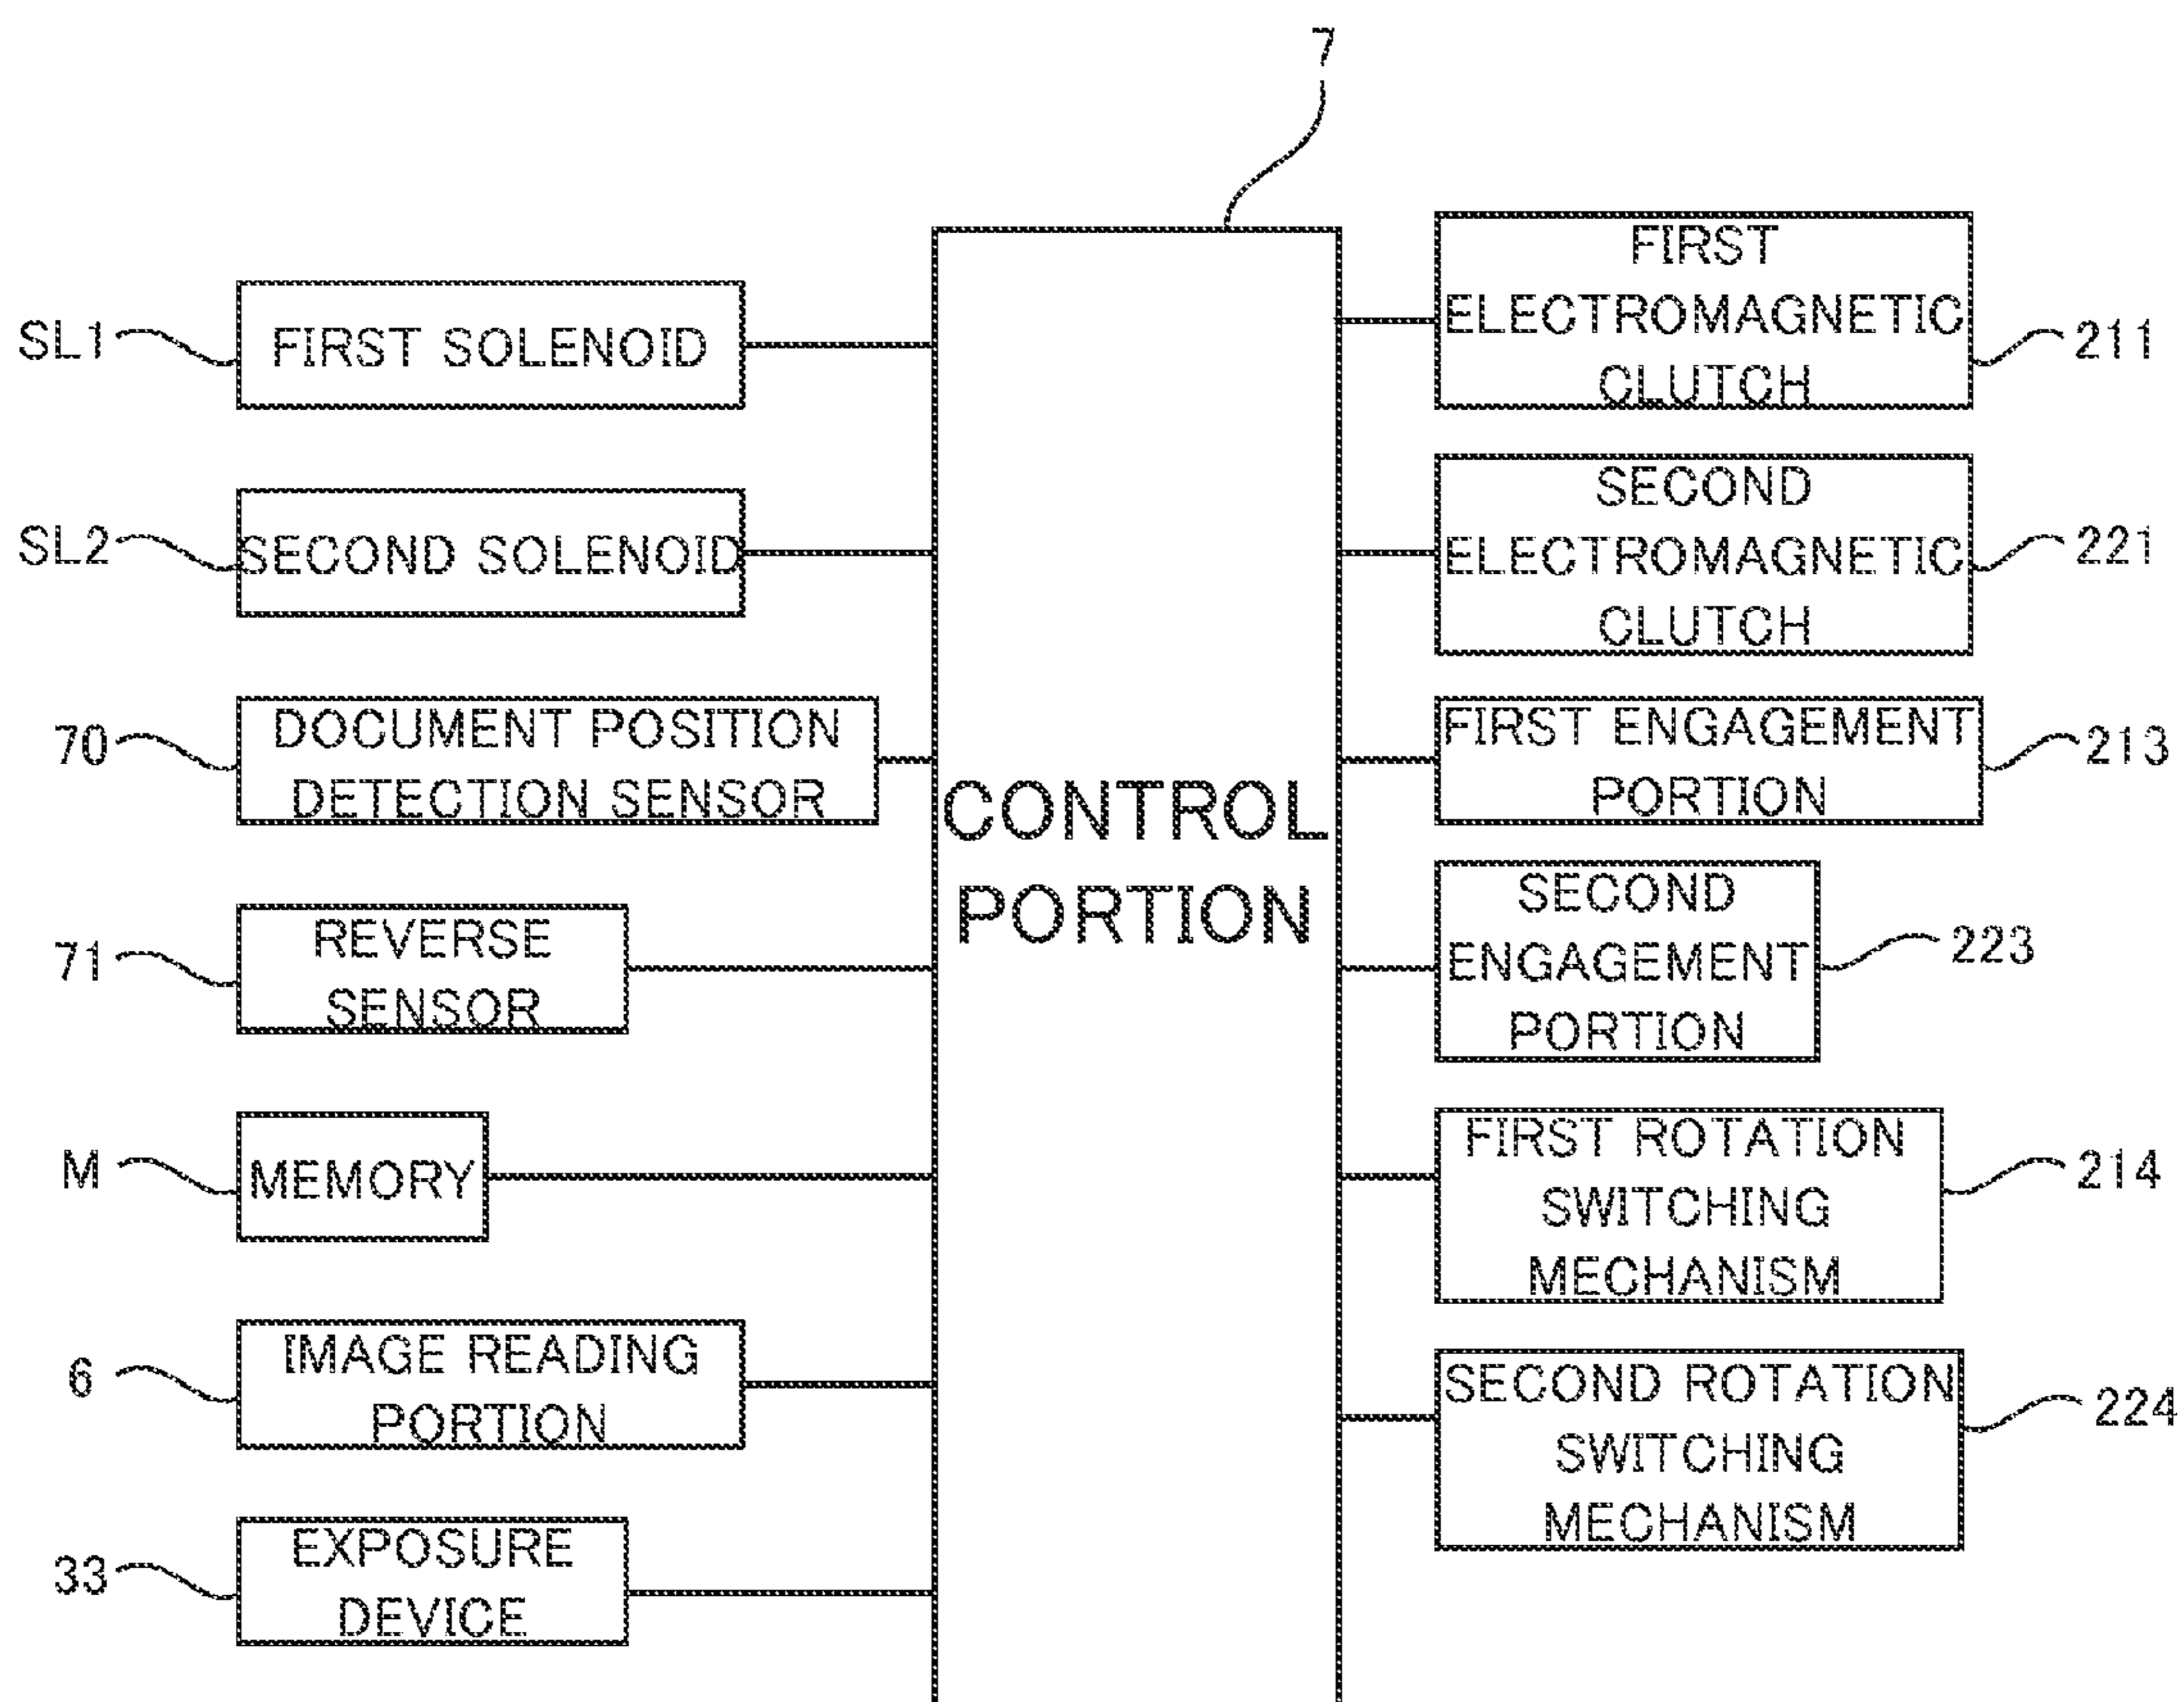 7
SL1
FIRST SOLENOID
SL2
SECOND SOLENOID
70
DOCUMENT POSITION
DETECTION SENSOR
71
REVERSE
SENSOR
M
MEMORY
6
IMAGE READING
PORTION
33
EXPOSURE
DEVICE
CONTROL
PORTION
FIRST
ELECTROMAGNETIC
CLUTCH
211
SECOND
ELECTROMAGNETIC
CLUTCH
221
FIRST ENGAGEMENT
PORTION
213
SECOND
ENGAGEMENT
PORTION
223
FIRST ROTATION
SWITCHING
MECHANISM
214
SECOND ROTATION
SWITCHING
MECHANISM
224